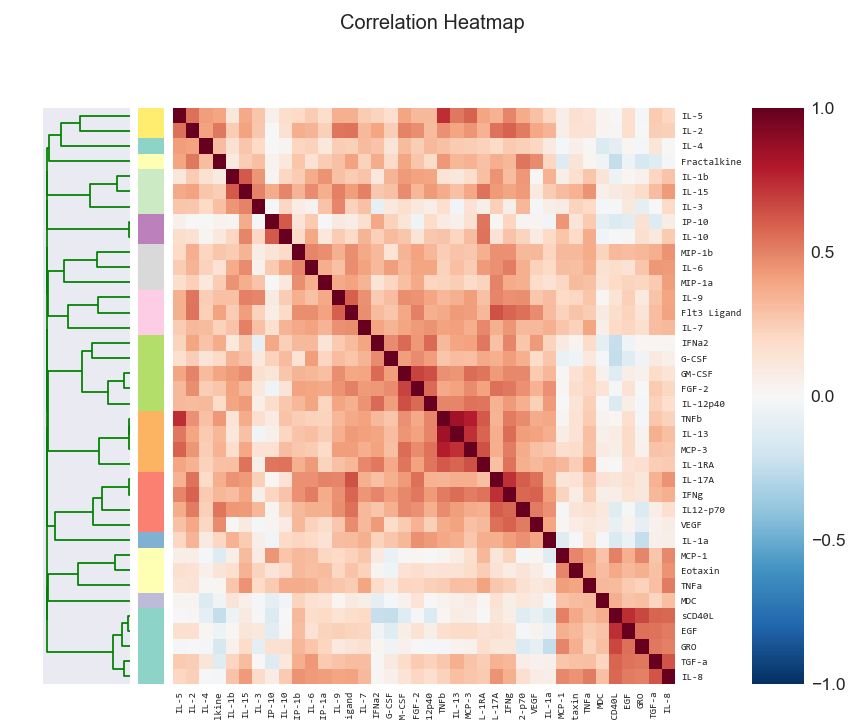 Correlation Heatmap
IL-5
IL-2
IL-4
Fractalkine
IL-1b
IL-15
IL-3
IP-10
IL-10
MIP-1b
IL-6
MIP-1a
IL-9
Flt3 Ligand
IL-7
IFNa2
G-CSF
GM-CSF
FGF-2
IL-12p40
TNFb
IL-13
MCP-3
IL-1RA
IL-17A
IFNg
IL12-p70
VEGF
IL-1a
MCP-1
Eotaxin
TNFa
MDC
sCD40L
EGF
GRO
TGF-a
IL-8
1.0
0.5
0.0
−0.5
−1.0
IL-5
IL-2
IL-4
lkine
IL-1b
IL-15
IL-3
IP-10
IL-10
IP-1b
IL-6
IP-1a
IL-9
igand
IL-7
IFNa2
G-CSF
M-CSF
FGF-2
12p40
TNFb
IL-13
MCP-3
L-1RA
L-17A
IFNg
2-p70
VEGF
IL-1a
MCP-1
taxin
TNFa
MDC
CD40L
EGF
GRO
TGF-a
IL-8